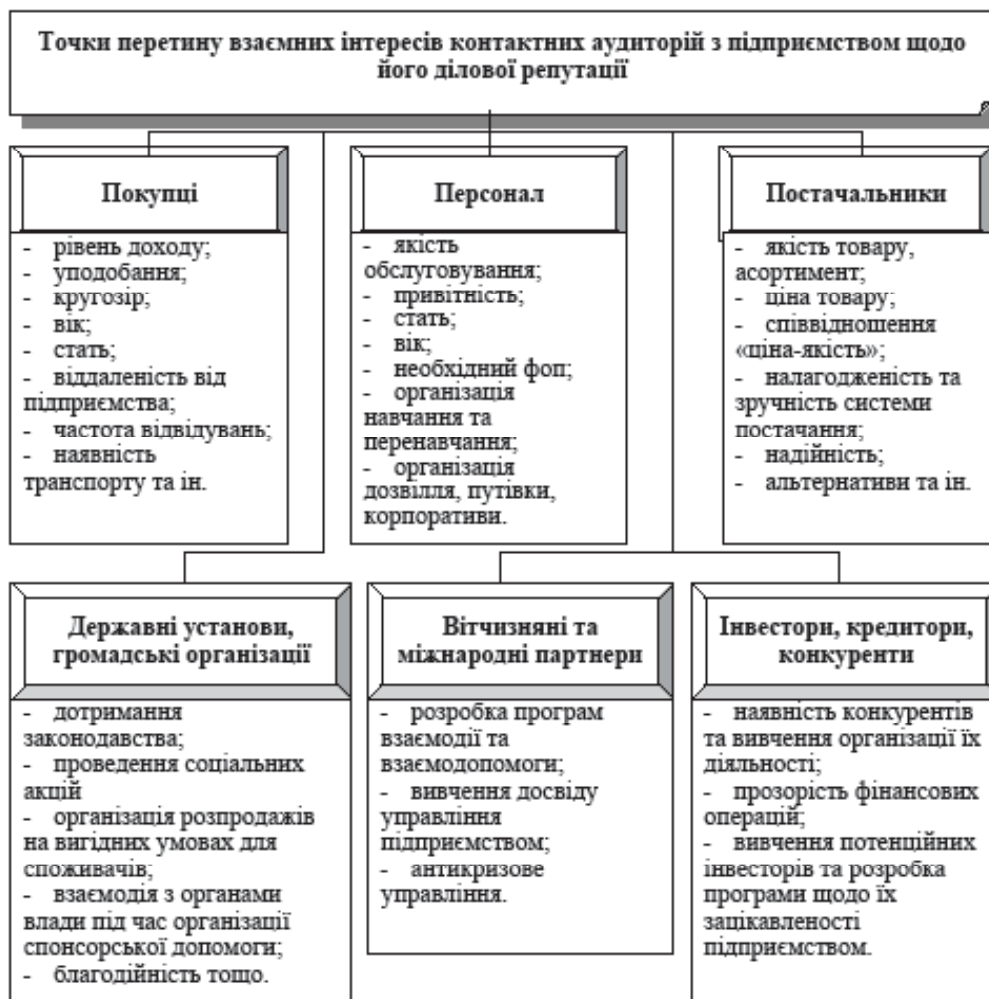 Точки перетину взаємних інтересів контактних аудиторій з підприємством щодо
його ділової репутації
Покупці
- рівень доходу;
- уподобання;
- кругозір;
- вік;
- стать;
- віддаленість від
підприємства;
- частота відвідувань;
- наявність
транспорту та ін.
Персонал
- якість
обслуговування;
- привітність;
- стать;
- вік;
- необхідний фоп;
- організація
навчання та
перенавчання;
- організація
дозвілля, путівки,
корпоративи.
Постачальники
- якість товару,
асортимент;
- ціна товару;
- співвідношення
«ціна-якість»;
- налагодженість та
зручність системи
постачання;
- надійність;
- альтернативи та ін.
Державні установи,
громадські організації
- дотримання
законодавства;
- проведення соціальних
акцій
- організація розпродажів
на вигідних умовах для
споживачів;
- взаємодія з органами
влади під час організації
спонсорської допомоги;
- благодійність тощо.
Вітчизняні та
міжнародні партнери
- розробка програм
взаємодії та
взаємодопомоги;
- вивчення досвіду
управління
підприємством;
- антикризове
управління.
Інвестори, кредитори,
конкуренти
- наявність конкурентів
та вивчення організації їх
діяльності;
- прозорість фінансових
операцій;
- вивчення потенційних
інвесторів та розробка
програми щодо їх
зацікавленості
підприємством.